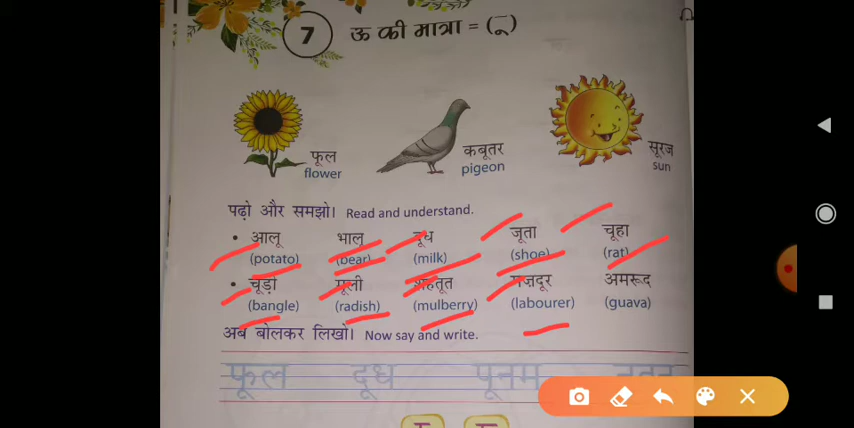 7 ऊ की मात्रा = (ू)
फूल
flower
कबूतर
pigeon
सूरज
sun
पढ़ो और समझो। Read and understand.
• आलू भालू दूध जूता चूहा
(potato) (bear) (milk) (shoe) (rat)
• चूड़ी मूली शहतूत मज़दूर अमरूद
(bangle) (radish) (mulberry) (labourer) (guava)
अब बोलकर लिखो। Now say and write.
फूल दूध पूनम